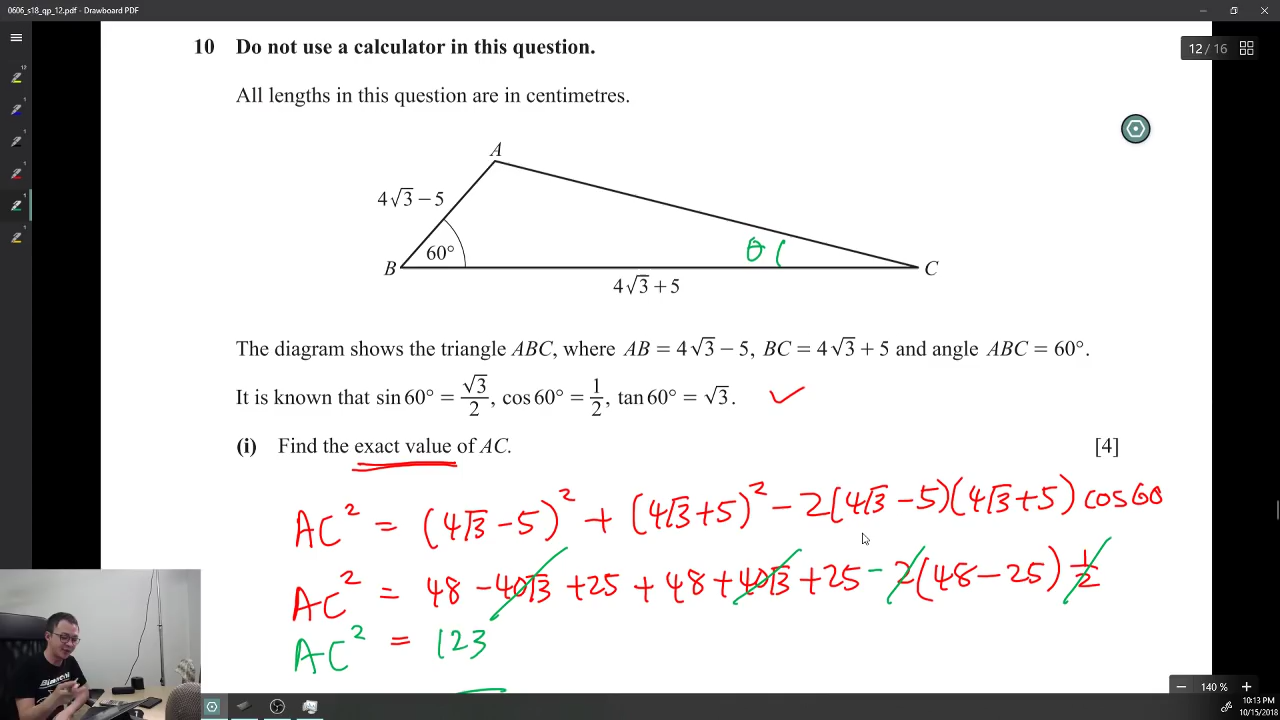 0606_s18_qp_12.pdf - Drawboard PDF
12 / 16
10 Do not use a calculator in this question.
All lengths in this question are in centimetres.
A
4√3 − 5
60°
θ
B
C
4√3 + 5
The diagram shows the triangle ABC, where AB = 4√3 − 5, BC = 4√3 + 5 and angle ABC = 60°.
It is known that sin 60° = √3/2, cos 60° = 1/2, tan 60° = √3.
(i) Find the exact value of AC. [4]
AC² = (4√3 − 5)² + (4√3 + 5)² − 2(4√3 − 5)(4√3 + 5) cos60
AC² = 48 − 40√3 + 25 + 48 + 40√3 + 25 − 2(48 − 25) 1/2
AC² = 123
140 %
10:13 PM
10/15/2018